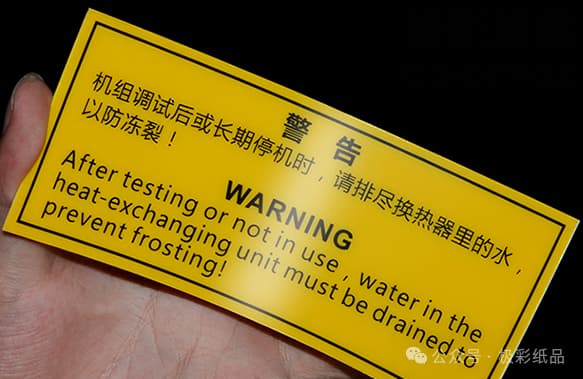 警 告
机组调试后或长期停机时，请排尽换热器里的水，
以防冻裂！
WARNING
After testing or not in use , water in the
heat-exchanging unit must be drained to
prevent frosting!
公众号 · 极彩纸品